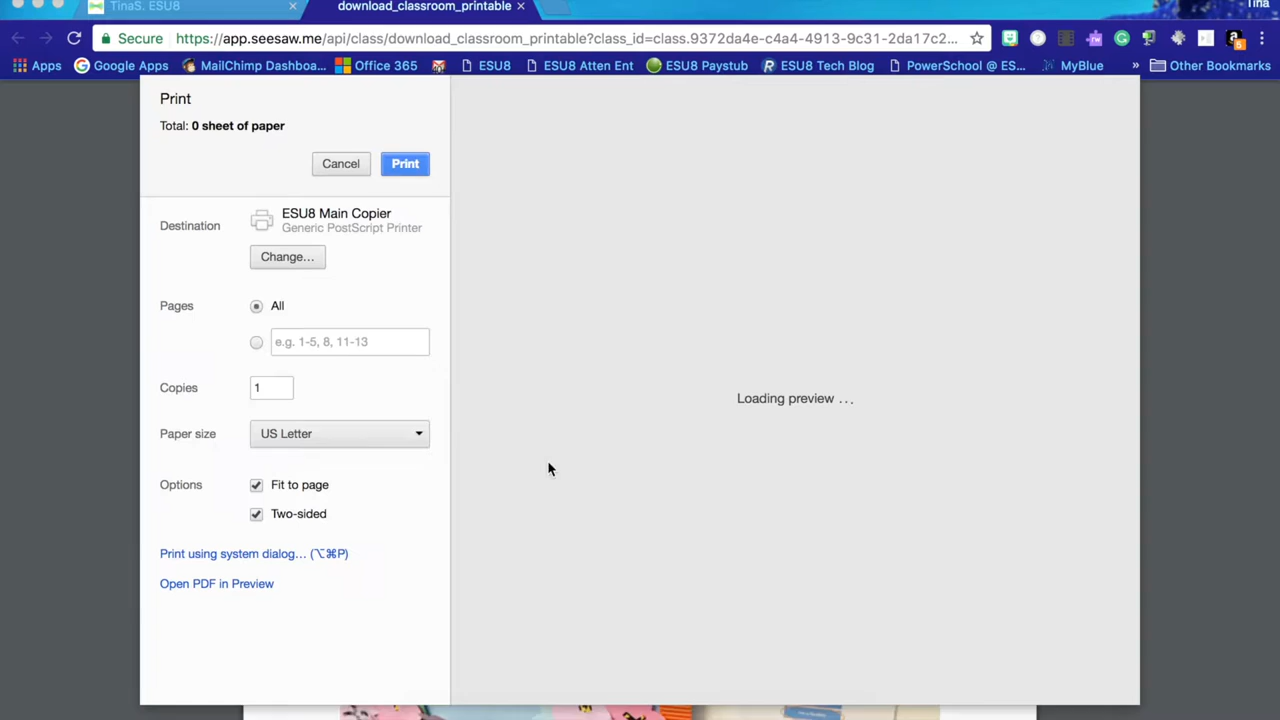 TinaS. ESU8 × download_classroom_printable × Tina
Secure https://app.seesaw.me/api/class/download_classroom_printable?class_id=class.9372da4e-c4a4-4913-9c31-2da17c2... 6
Apps Google Apps MailChimp Dashboa... Office 365 ESU8 ESU8 Atten Ent ESU8 Paystub ESU8 Tech Blog PowerSchool @ ES... MyBlue » Other Bookmarks
Print
Total: 0 sheet of paper
Cancel Print
Destination ESU8 Main Copier
Generic PostScript Printer
Change...
Pages All
e.g. 1-5, 8, 11-13
Copies 1
Loading preview ...
Paper size US Letter
Options Fit to page
Two-sided
Print using system dialog... (⌥⌘P)
Open PDF in Preview